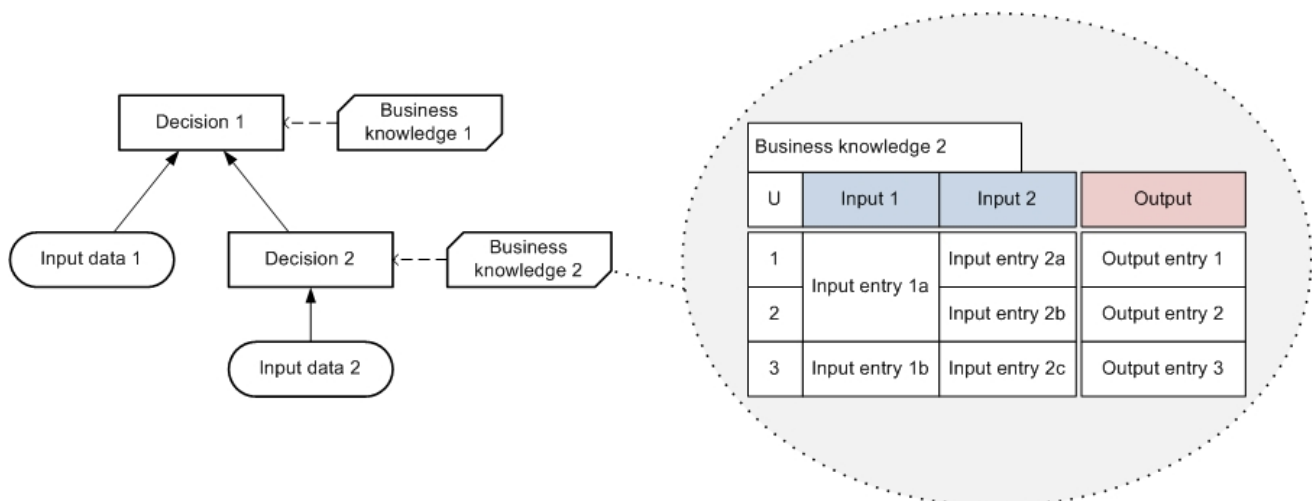 Decision 1
Business
knowledge 1
Input data 1
Decision 2
Business
knowledge 2
Input data 2
Business knowledge 2
U Input 1 Input 2 Output
1 Input entry 1a Input entry 2a Output entry 1
2 Input entry 2b Output entry 2
3 Input entry 1b Input entry 2c Output entry 3